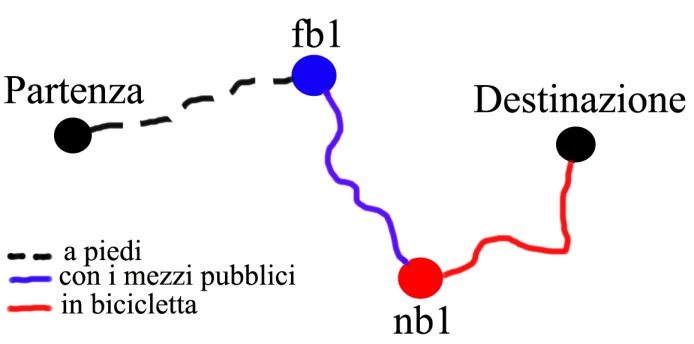 fb1
Partenza
Destinazione
a piedi
con i mezzi pubblici
in bicicletta
nb1